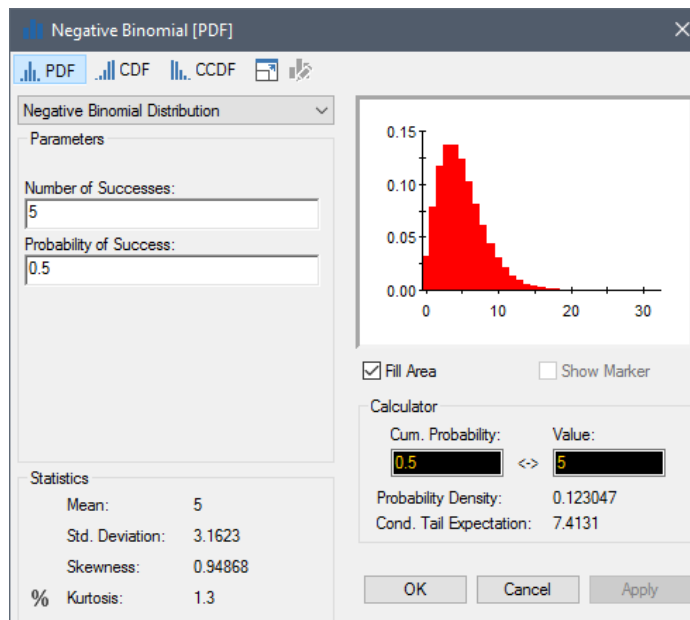 Negative Binomial [PDF]
PDF CDF CCDF
Negative Binomial Distribution
Parameters
Number of Successes:
5
Probability of Success:
0.5
Statistics
Mean: 5
Std. Deviation: 3.1623
Skewness: 0.94868
% Kurtosis: 1.3
0.15
0.10
0.05
0.00
0 10 20 30
Fill Area Show Marker
Calculator
Cum. Probability: Value:
0.5 <-> 5
Probability Density: 0.123047
Cond. Tail Expectation: 7.4131
OK Cancel Apply